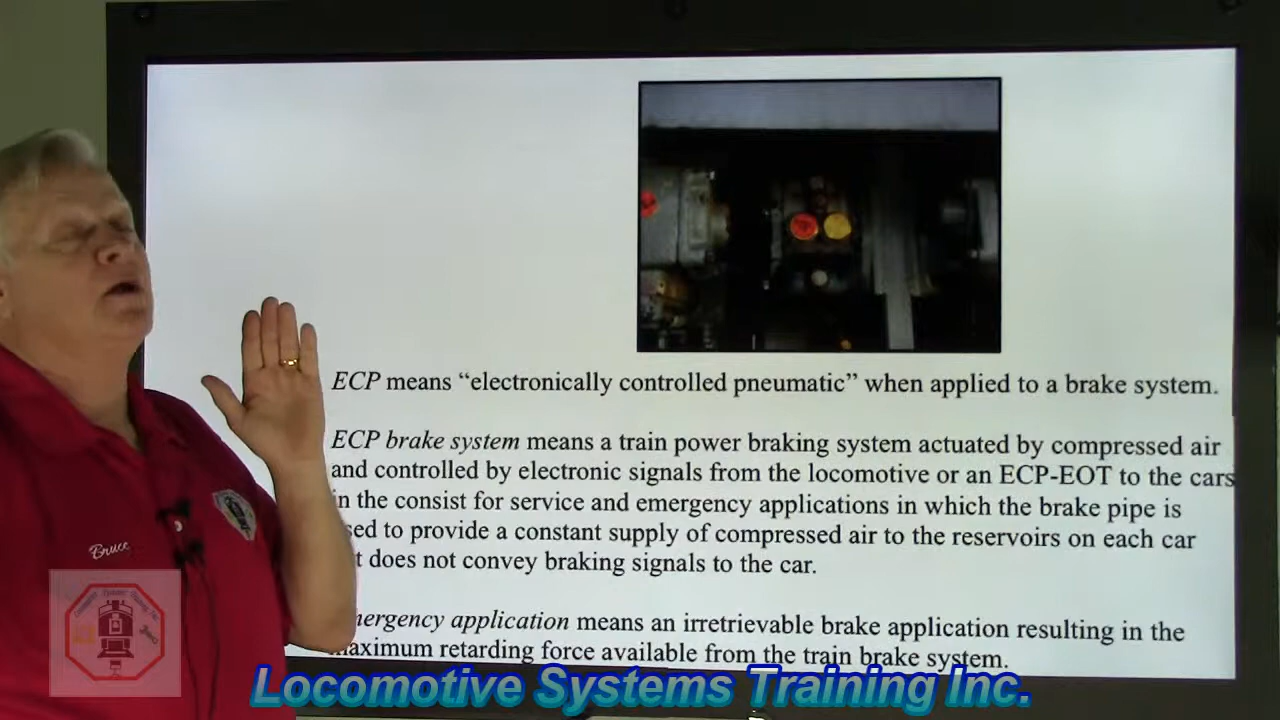 ECP means “electronically controlled pneumatic” when applied to a brake system.
ECP brake system means a train power braking system actuated by compressed air
and controlled by electronic signals from the locomotive or an ECP-EOT to the cars
in the consist for service and emergency applications in which the brake pipe is
sed to provide a constant supply of compressed air to the reservoirs on each car
t does not convey braking signals to the car.
mergency application means an irretrievable brake application resulting in the
maximum retarding force available from the train brake system.
Bruce
Locomotive Systems Training Inc.
Locomotive Systems Training Inc.